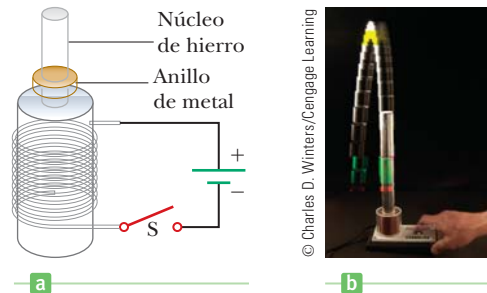 Núcleo
de hierro
Anillo
de metal
+
−
S
a
© Charles D. Winters/Cengage Learning
b